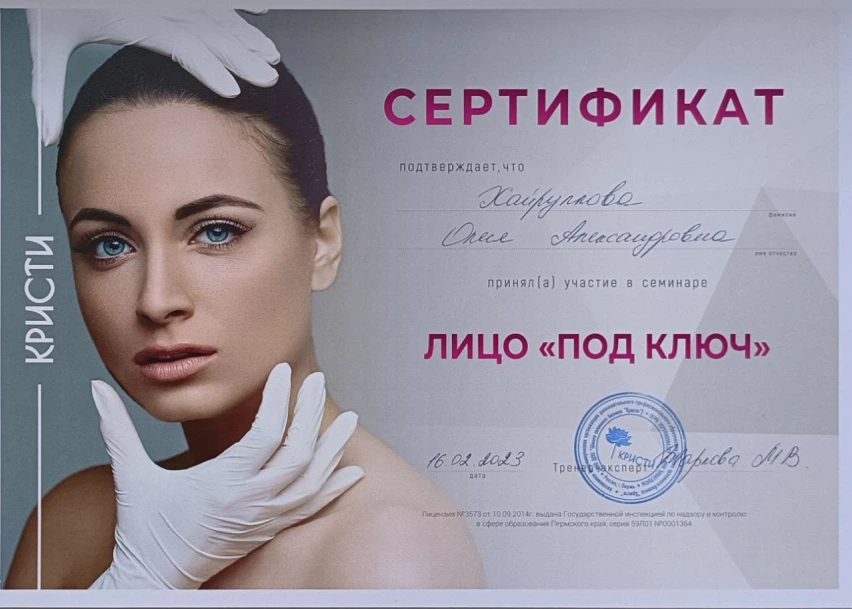 КРИСТИ
СЕРТИФИКАТ
подтверждает, что
Хайрулова
фамилия
Олеся Александровна
имя отчество
принял(а) участие в семинаре
ЛИЦО «ПОД КЛЮЧ»
16.02.2023
дата
Тренер-эксперт
КРИСТИ
М В.
Лицензия №3573 от 10.09.2014г. выдана Государственной инспекцией по надзору и контролю
в сфере образования Пермского края, серия 59Л01 №0001364